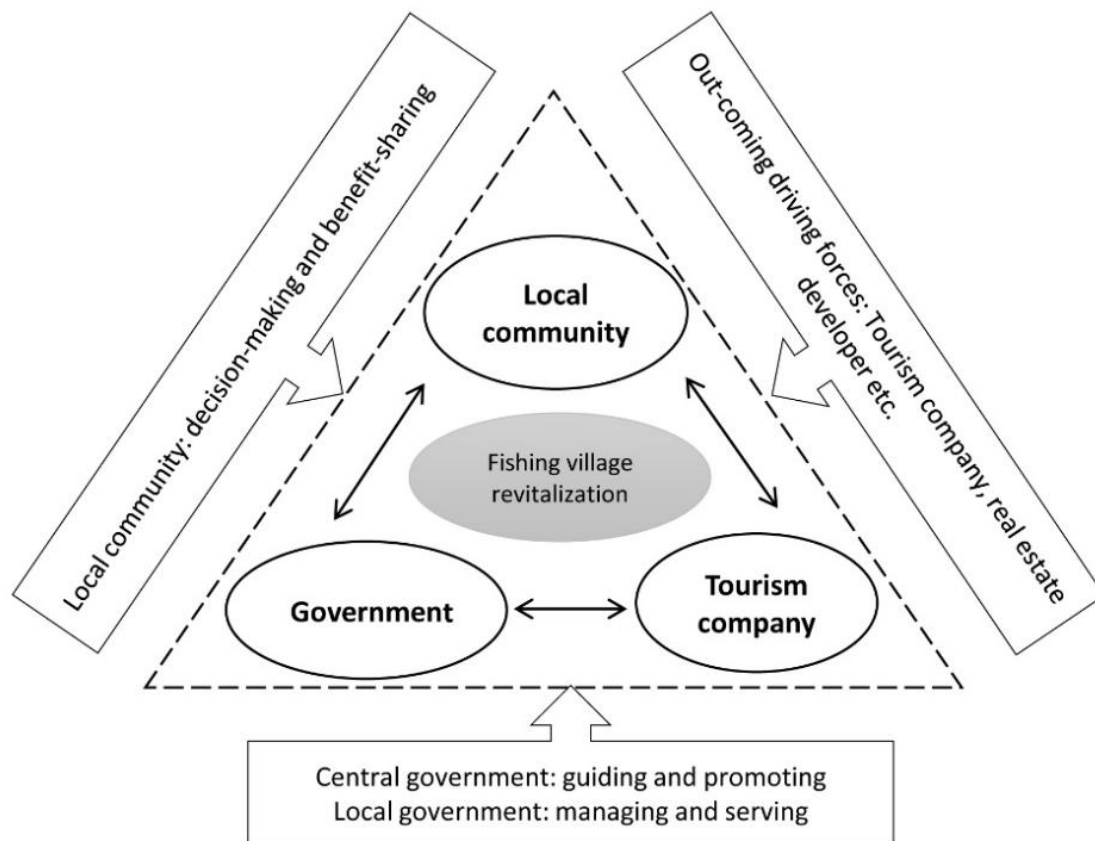 Local community: decision-making and benefit-sharing
Out-coming driving forces: Tourism company, real estate
developer etc.
Local
community
Fishing village
revitalization
Government
Tourism
company
Central government: guiding and promoting
Local government: managing and serving